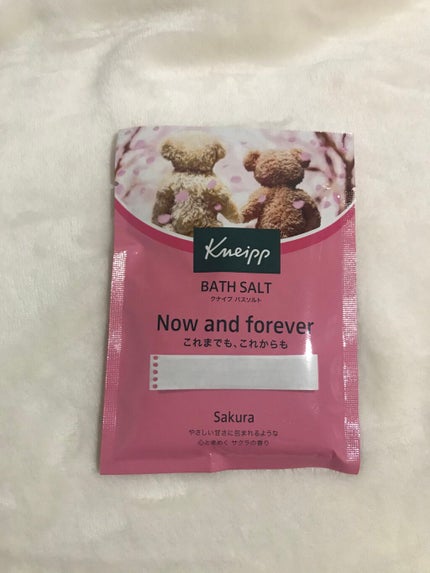 Kneipp
BATH SALT
クナイプ バスソルト
Now and forever
これまでも、これからも
Sakura
やさしい甘さに包まれるような
心ときめく サクラの香り